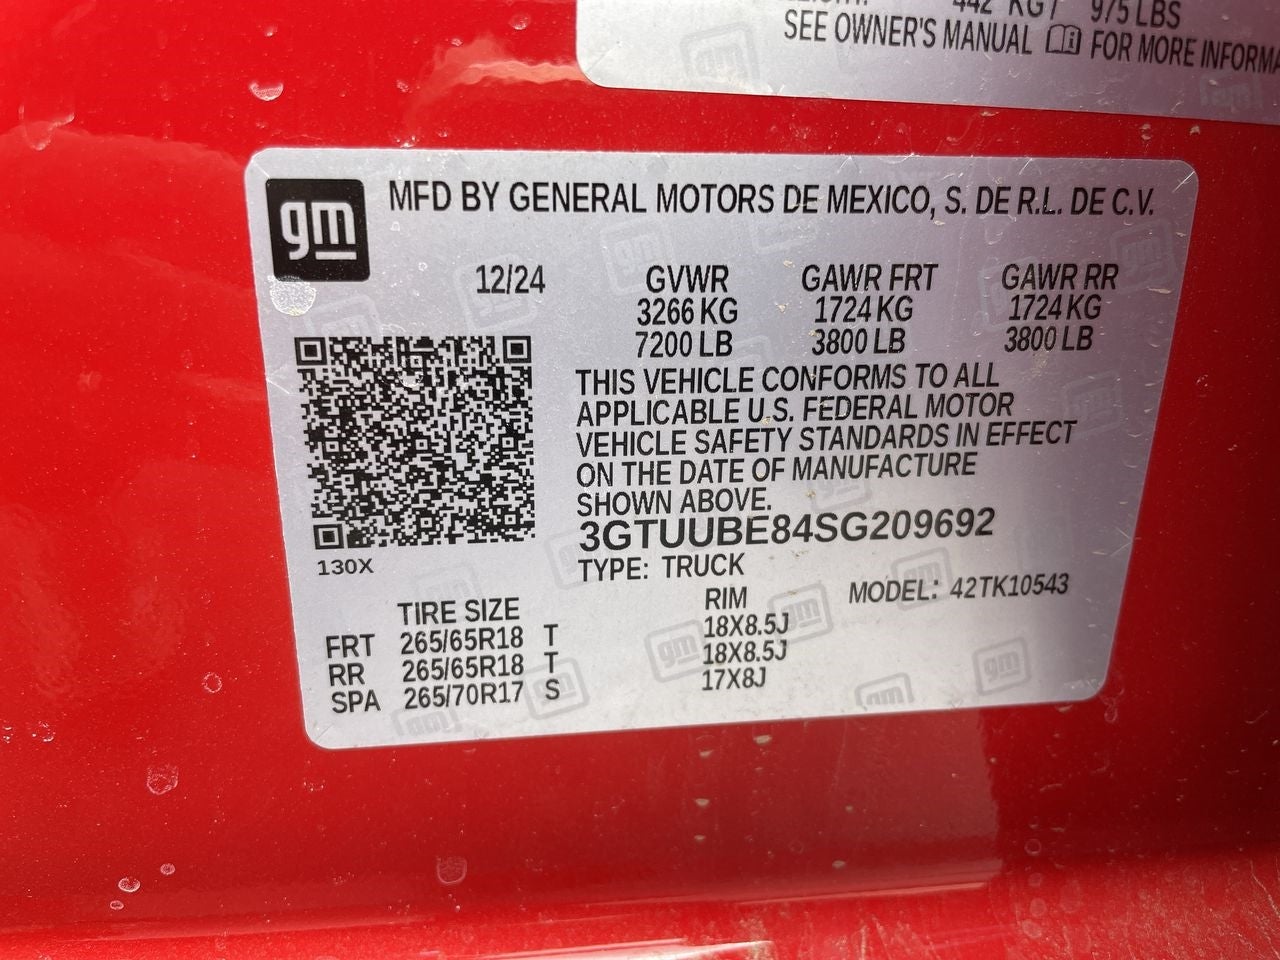 442 KG / 975 LBS
SEE OWNER'S MANUAL FOR MORE
gm
MFD BY GENERAL MOTORS DE MEXICO, S. DE R.L. DE C.V.
12/24 GVWR GAWR FRT GAWR RR
3266 KG 1724 KG 1724 KG
7200 LB 3800 LB 3800 LB
THIS VEHICLE CONFORMS TO ALL
APPLICABLE U.S. FEDERAL MOTOR
VEHICLE SAFETY STANDARDS IN EFFECT
ON THE DATE OF MANUFACTURE
SHOWN ABOVE.
3GTUUBE84SG209692
130X
TYPE: TRUCK
MODEL: 42TK10543
TIRE SIZE RIM
FRT 265/65R18 T 18X8.5J
RR 265/65R18 T 18X8.5J
SPA 265/70R17 S 17X8J